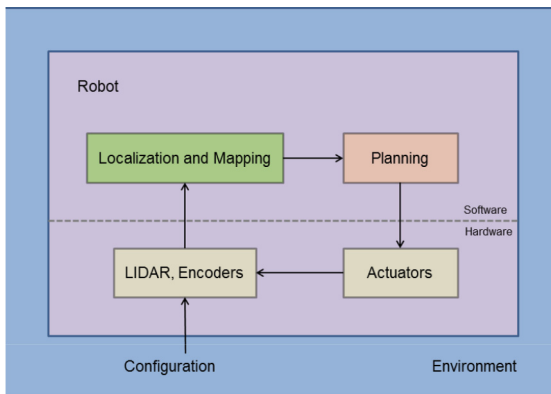 Robot
Localization and Mapping
Planning
Software
Hardware
LIDAR, Encoders
Actuators
Configuration
Environment